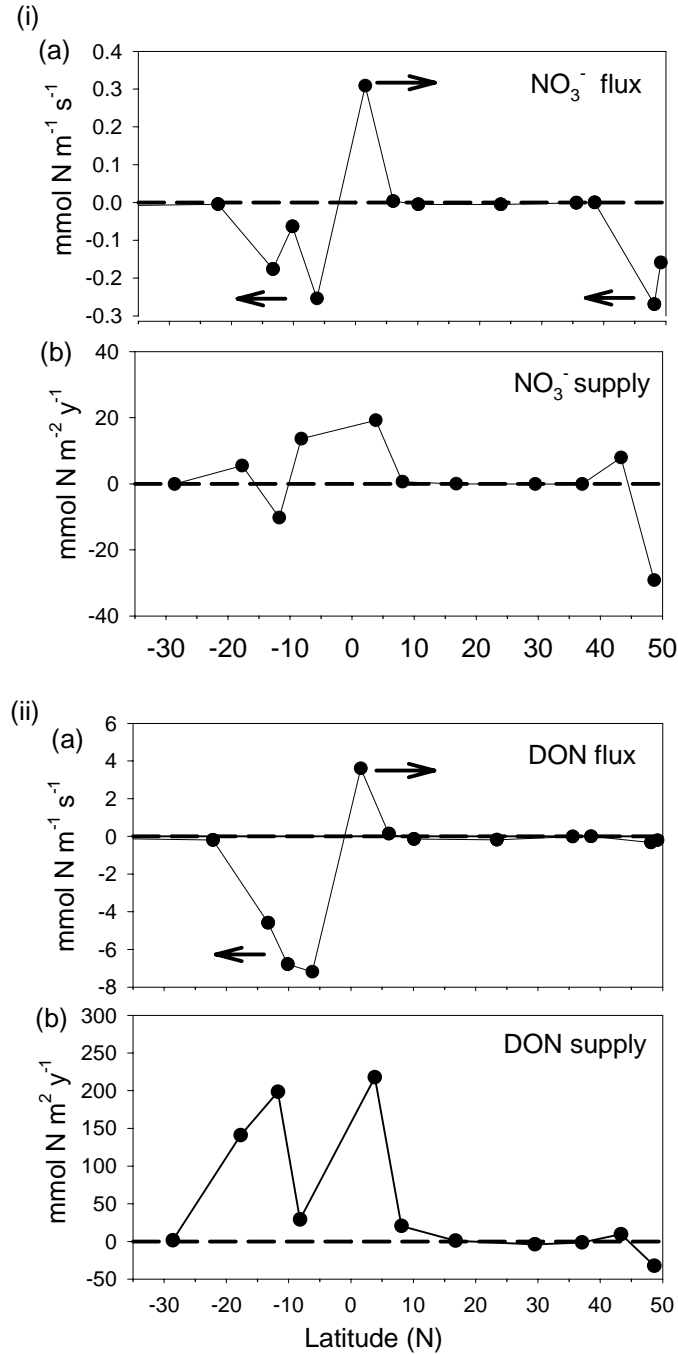 (i)
(a)
NO₃⁻ flux
mmol N m⁻¹ s⁻¹
0.4
0.3
0.2
0.1
0.0
-0.1
-0.2
-0.3
(b)
NO₃⁻ supply
mmol N m⁻² y⁻¹
40
20
0
-20
-40
-30 -20 -10 0 10 20 30 40 50
(ii)
(a)
DON flux
mmol N m⁻¹ s⁻¹
6
4
2
0
-2
-4
-6
-8
(b)
DON supply
mmol N m² y⁻¹
300
250
200
150
100
50
0
-50
-30 -20 -10 0 10 20 30 40 50
Latitude (N)